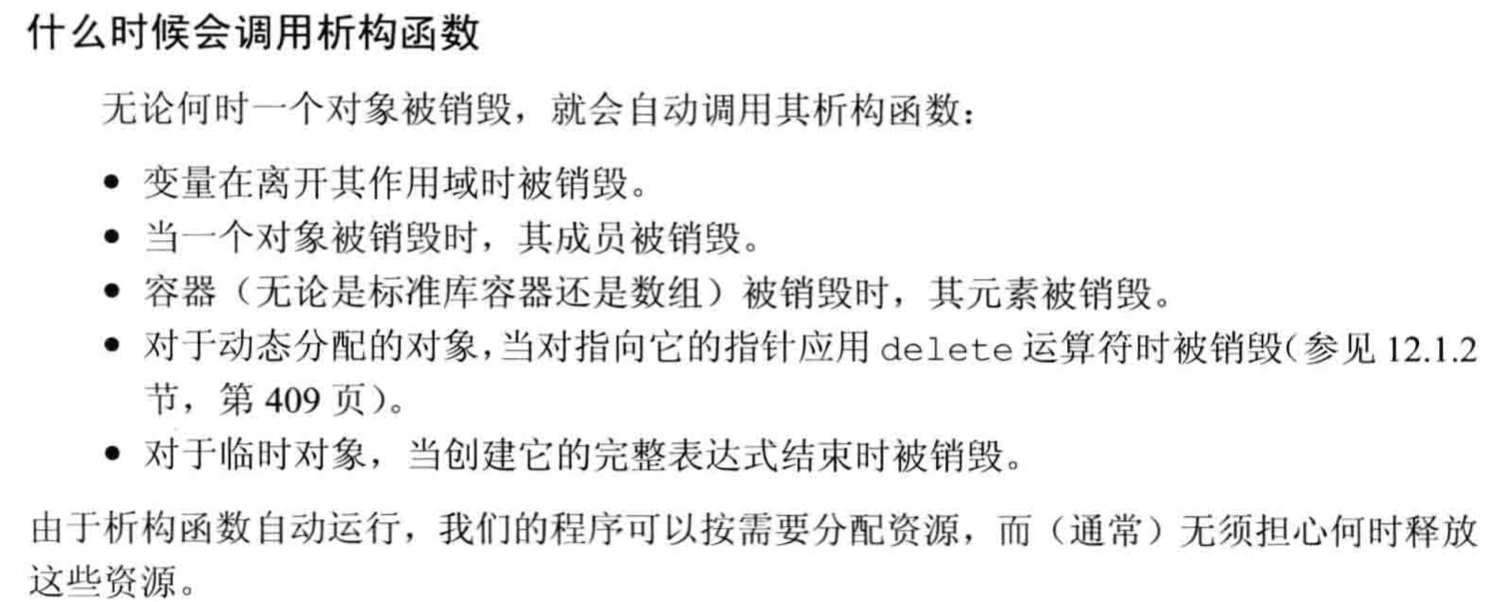 什么时候会调用析构函数
无论何时一个对象被销毁，就会自动调用其析构函数：
● 变量在离开其作用域时被销毁。
● 当一个对象被销毁时，其成员被销毁。
● 容器（无论是标准库容器还是数组）被销毁时，其元素被销毁。
● 对于动态分配的对象，当对指向它的指针应用 delete 运算符时被销毁（参见 12.1.2
节，第 409 页）。
● 对于临时对象，当创建它的完整表达式结束时被销毁。
由于析构函数自动运行，我们的程序可以按需要分配资源，而（通常）无须担心何时释放
这些资源。